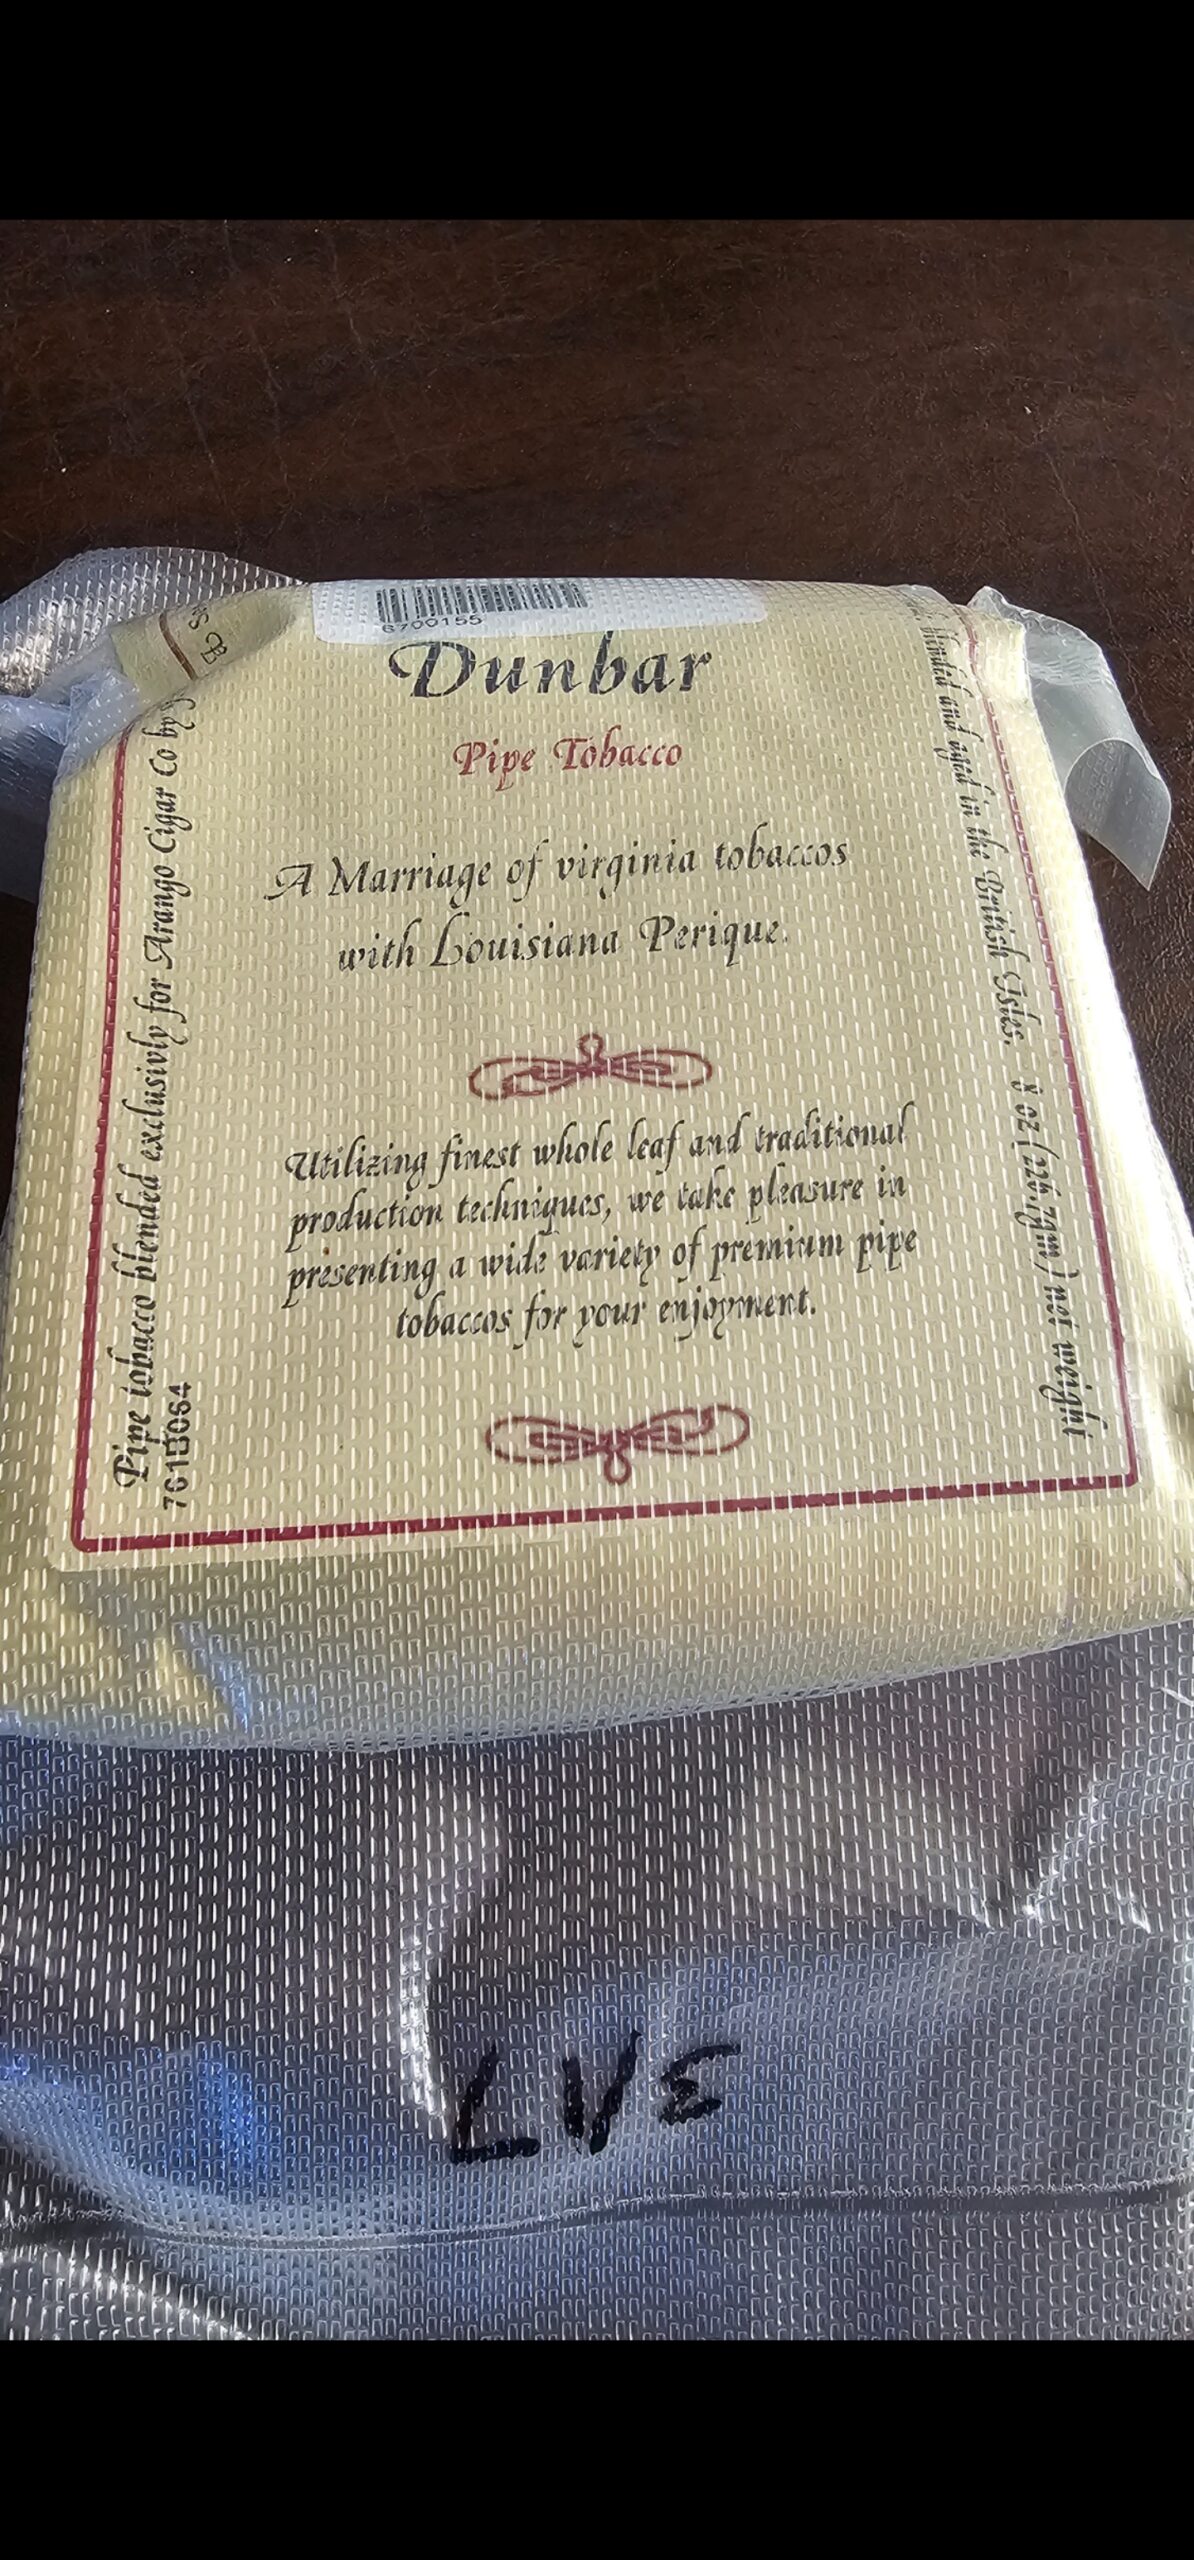 6700155
Dunbar
Pipe Tobacco
A Marriage of virginia tobaccos
with Louisiana Perique.
Utilizing finest whole leaf and traditional
production techniques, we take pleasure in
presenting a wide variety of premium pipe
tobaccos for your enjoyment.
Pipe tobacco blended exclusivly for Arango Cigar Co by
761B064
blended and aged in the British Isles. 8 oz (226.7gm) net weight
LVE